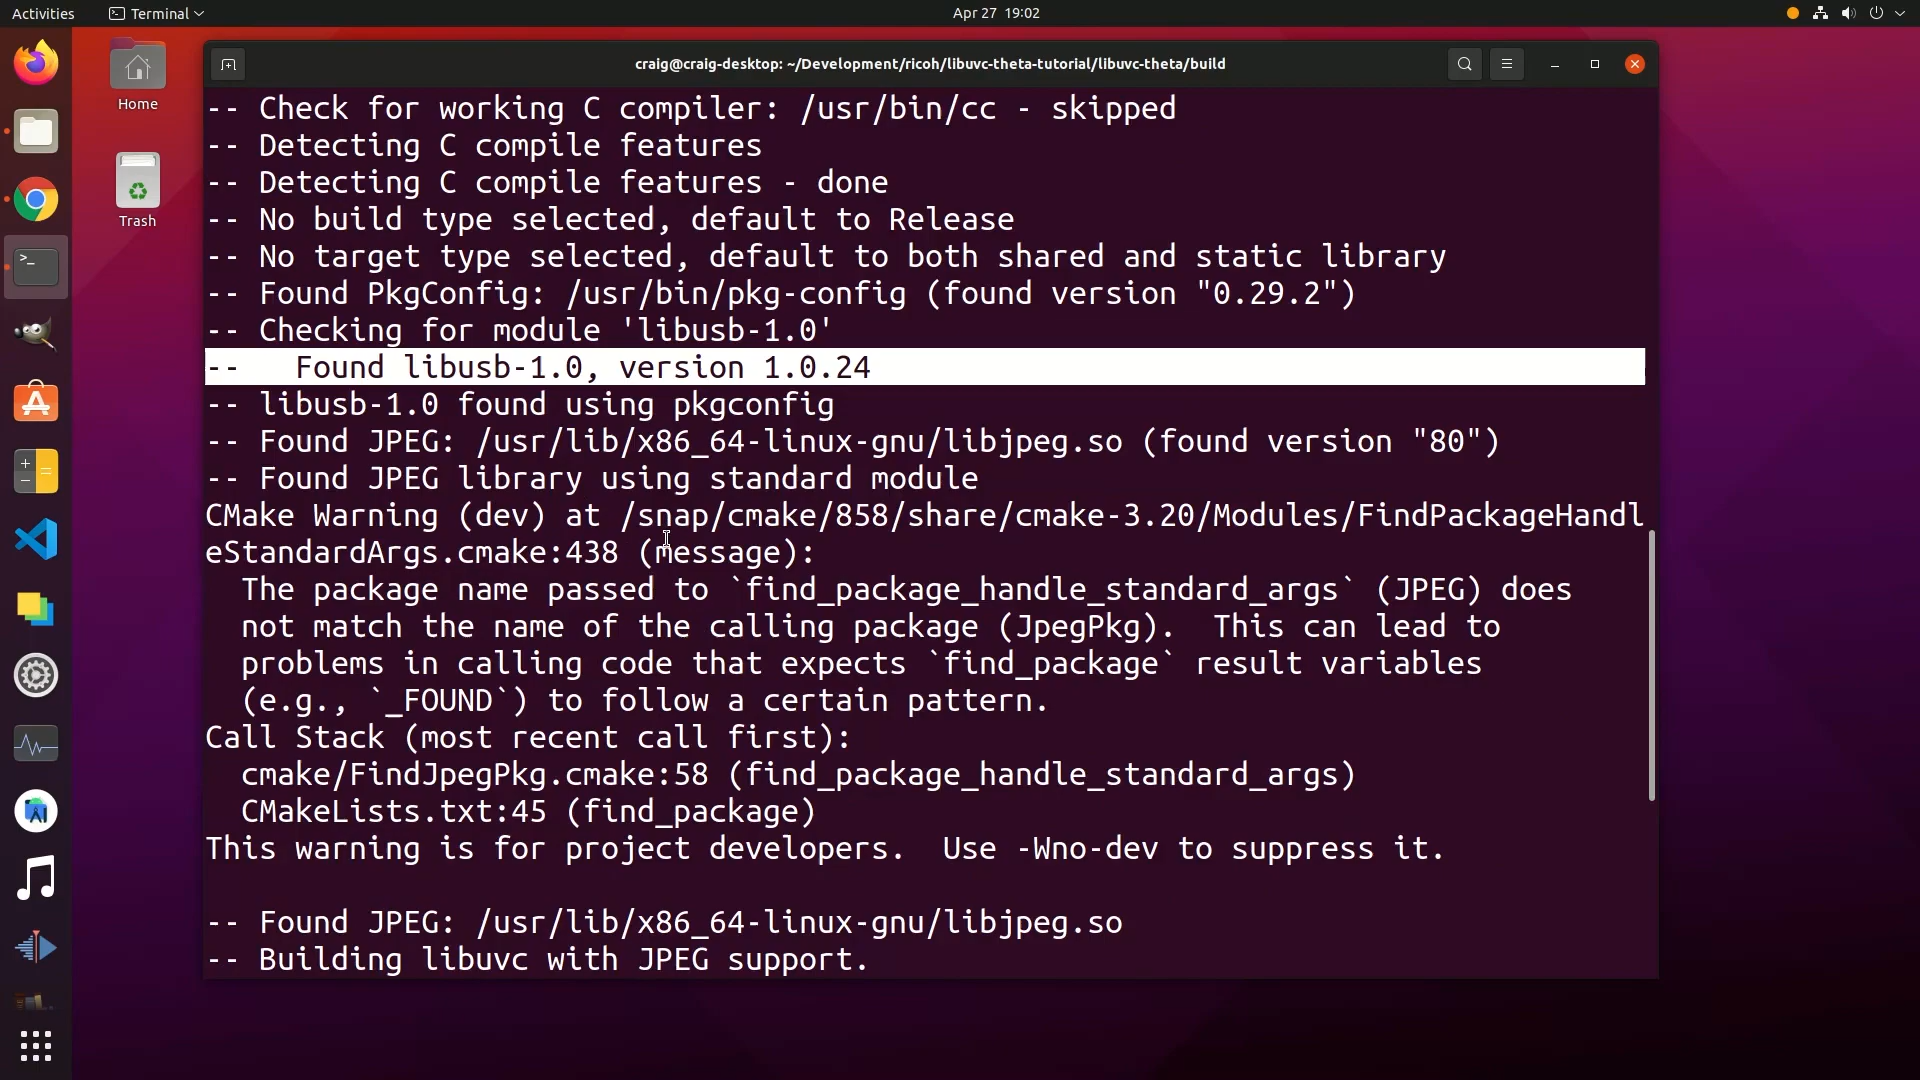 Activities
Terminal
Apr 27 19:02
Home
Trash
craig@craig-desktop: ~/Development/ricoh/libuvc-theta-tutorial/libuvc-theta/build
-- Check for working C compiler: /usr/bin/cc - skipped
-- Detecting C compile features
-- Detecting C compile features - done
-- No build type selected, default to Release
-- No target type selected, default to both shared and static library
-- Found PkgConfig: /usr/bin/pkg-config (found version "0.29.2")
-- Checking for module 'libusb-1.0'
--   Found libusb-1.0, version 1.0.24
-- libusb-1.0 found using pkgconfig
-- Found JPEG: /usr/lib/x86_64-linux-gnu/libjpeg.so (found version "80")
-- Found JPEG library using standard module
CMake Warning (dev) at /snap/cmake/858/share/cmake-3.20/Modules/FindPackageHandl
eStandardArgs.cmake:438 (message):
  The package name passed to `find_package_handle_standard_args` (JPEG) does
  not match the name of the calling package (JpegPkg).  This can lead to
  problems in calling code that expects `find_package` result variables
  (e.g., `_FOUND`) to follow a certain pattern.
Call Stack (most recent call first):
  cmake/FindJpegPkg.cmake:58 (find_package_handle_standard_args)
  CMakeLists.txt:45 (find_package)
This warning is for project developers.  Use -Wno-dev to suppress it.
-- Found JPEG: /usr/lib/x86_64-linux-gnu/libjpeg.so
-- Building libuvc with JPEG support.